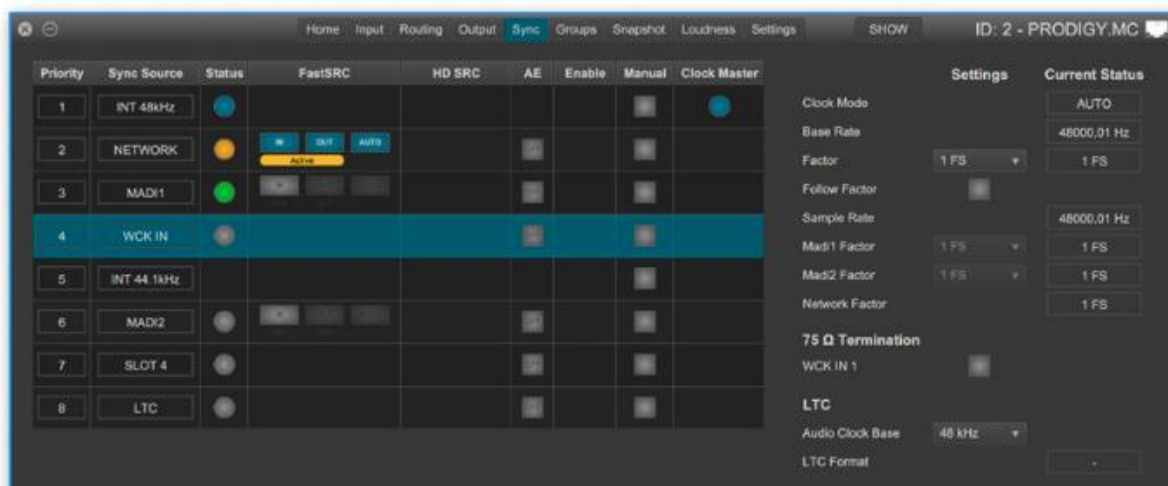 Home Input Routing Output Sync Groups Snapshot Loudness Settings SHOW ID: 2 - PRODIGY.MC
Priority Sync Source Status FastSRC HD SRC AE Enable Manual Clock Master
1 INT 48kHz
2 NETWORK IN OUT AUTO
Active
3 MADI1
4 WCK IN
5 INT 44.1kHz
6 MADI2
7 SLOT 4
8 LTC
Settings Current Status
Clock Mode AUTO
Base Rate 48000,01 Hz
Factor 1 FS 1 FS
Follow Factor
Sample Rate 48000,01 Hz
Madi1 Factor 1 FS 1 FS
Madi2 Factor 1 FS 1 FS
Network Factor 1 FS
75 Ω Termination
WCK IN 1
LTC
Audio Clock Base 48 kHz
LTC Format -